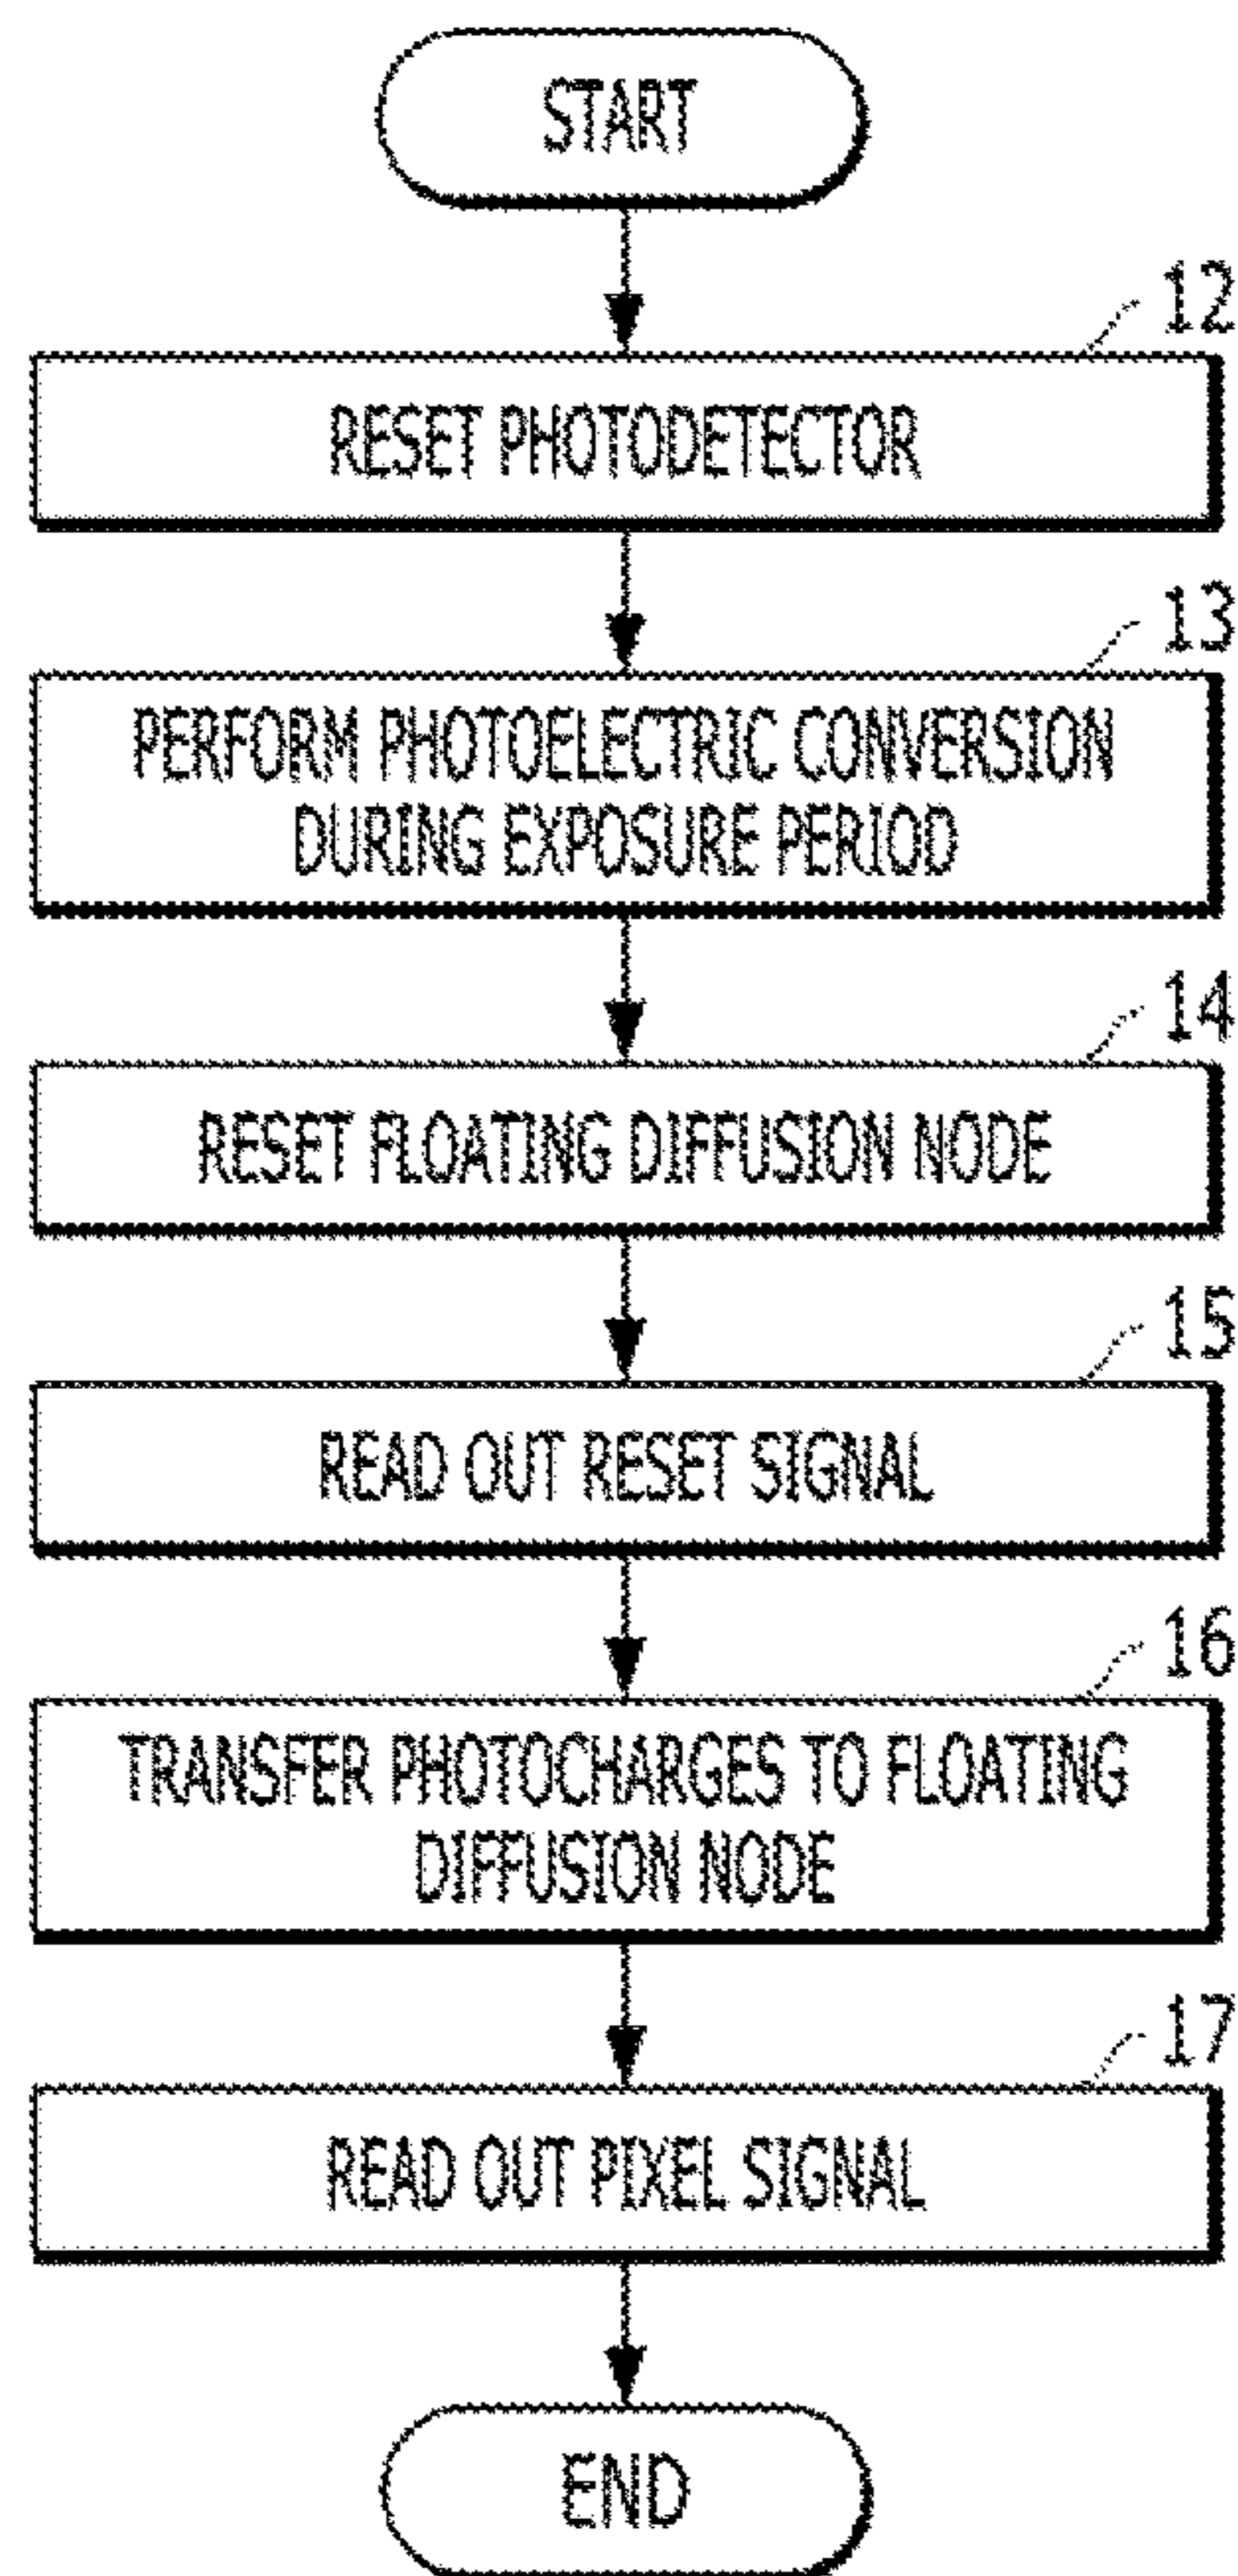 START
12
RESET PHOTODETECTOR
13
PERFORM PHOTOELECTRIC CONVERSION
DURING EXPOSURE PERIOD
14
RESET FLOATING DIFFUSION NODE
15
READ OUT RESET SIGNAL
16
TRANSFER PHOTOCHARGES TO FLOATING
DIFFUSION NODE
17
READ OUT PIXEL SIGNAL
END